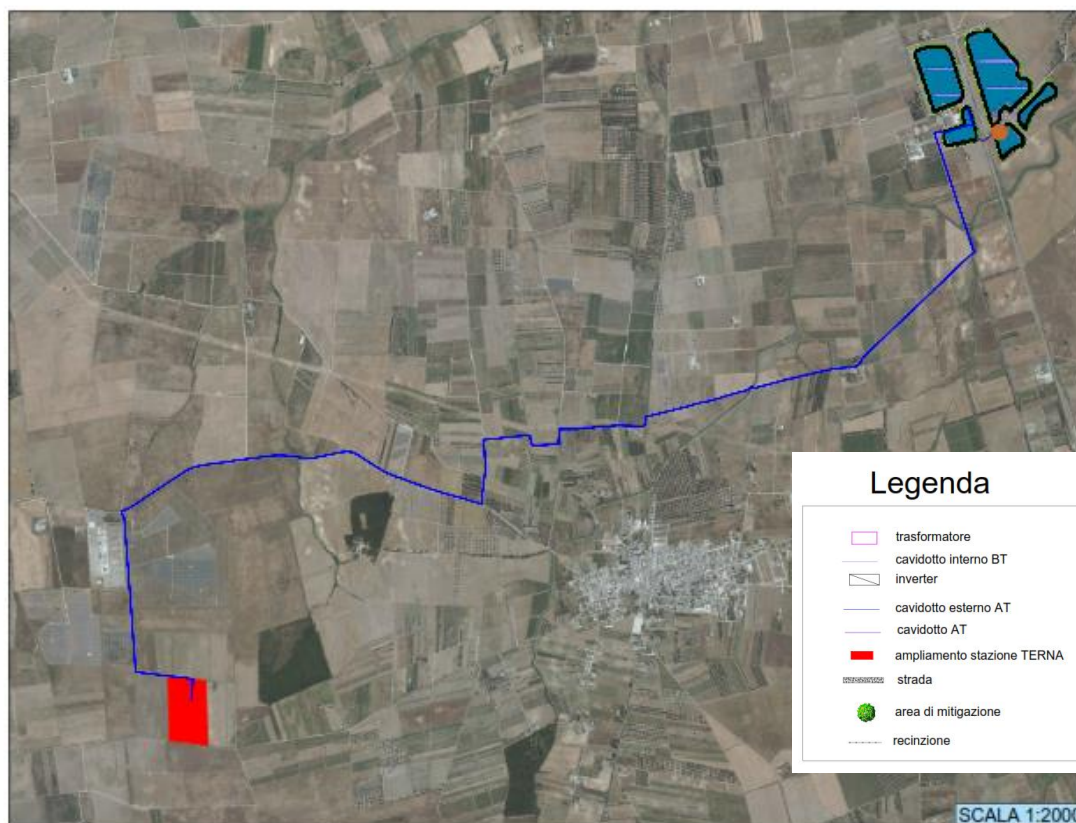 Legenda
trasformatore
cavidotto interno BT
inverter
cavidotto esterno AT
cavidotto AT
ampliamento stazione TERNA
strada
area di mitigazione
recinzione
SCALA 1:2000